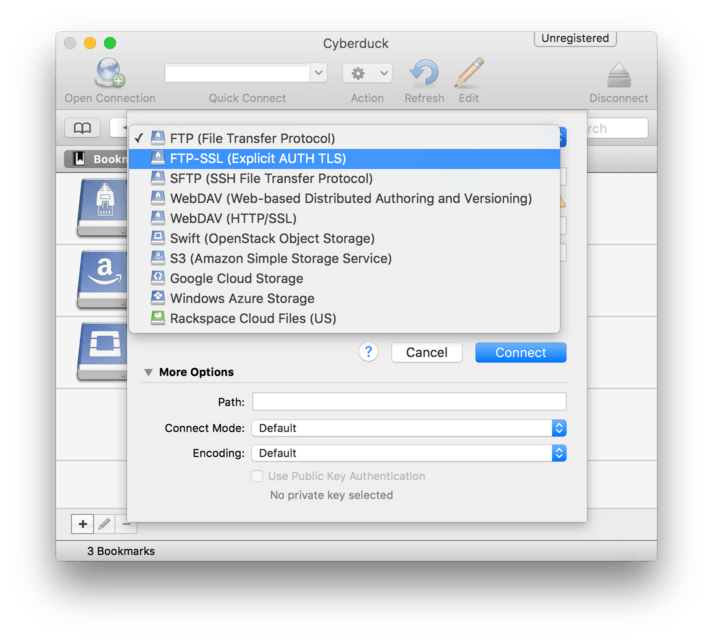 Cyberduck
Unregistered
Open Connection
Quick Connect
Action
Refresh
Edit
Disconnect
✓ FTP (File Transfer Protocol)
FTP-SSL (Explicit AUTH TLS)
SFTP (SSH File Transfer Protocol)
WebDAV (Web-based Distributed Authoring and Versioning)
WebDAV (HTTP/SSL)
Swift (OpenStack Object Storage)
S3 (Amazon Simple Storage Service)
Google Cloud Storage
Windows Azure Storage
Rackspace Cloud Files (US)
? Cancel Connect
More Options
Path:
Connect Mode: Default
Encoding: Default
Use Public Key Authentication
No private key selected
3 Bookmarks